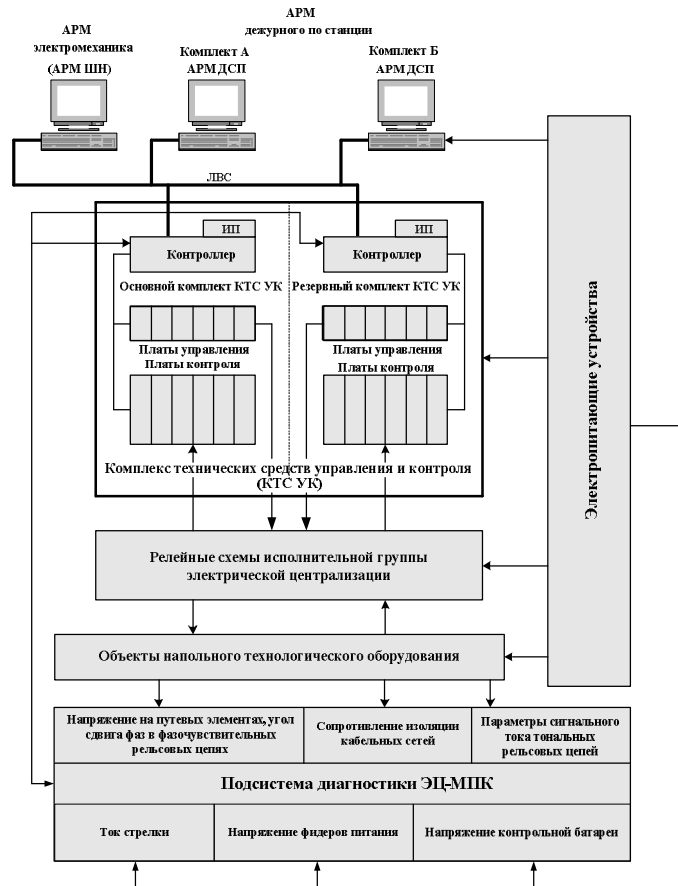 АРМ
электромеханика
(АРМ ШН)
АРМ
дежурного по станции
Комплект А
АРМ ДСП
Комплект Б
АРМ ДСП
ЛВС
ИП
Контроллер
ИП
Контроллер
Основной комплект КТС УК
Резервный комплект КТС УК
Платы управления
Платы контроля
Платы управления
Платы контроля
Комплекс технических средств управления и контроля
(КТС УК)
Электропитающие устройства
Релейные схемы исполнительной группы
электрической централизации
Объекты напольного технологического оборудования
Напряжение на путевых элементах, угол
сдвига фаз в фазочувствительных
рельсовых цепях
Сопротивление изоляции
кабельных сетей
Параметры сигнального
тока тональных
рельсовых цепей
Подсистема диагностики ЭЦ-МПК
Ток стрелки
Напряжение фидеров питания
Напряжение контрольной батареи